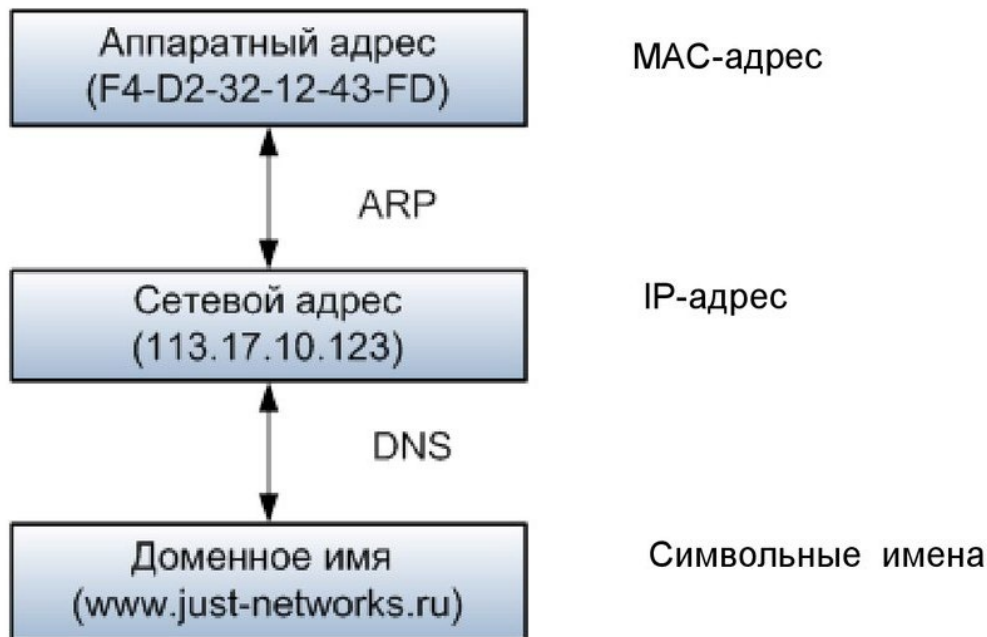 Аппаратный адрес
(F4-D2-32-12-43-FD)
MAC-адрес
ARP
Сетевой адрес
(113.17.10.123)
IP-адрес
DNS
Доменное имя
(www.just-networks.ru)
Символьные имена